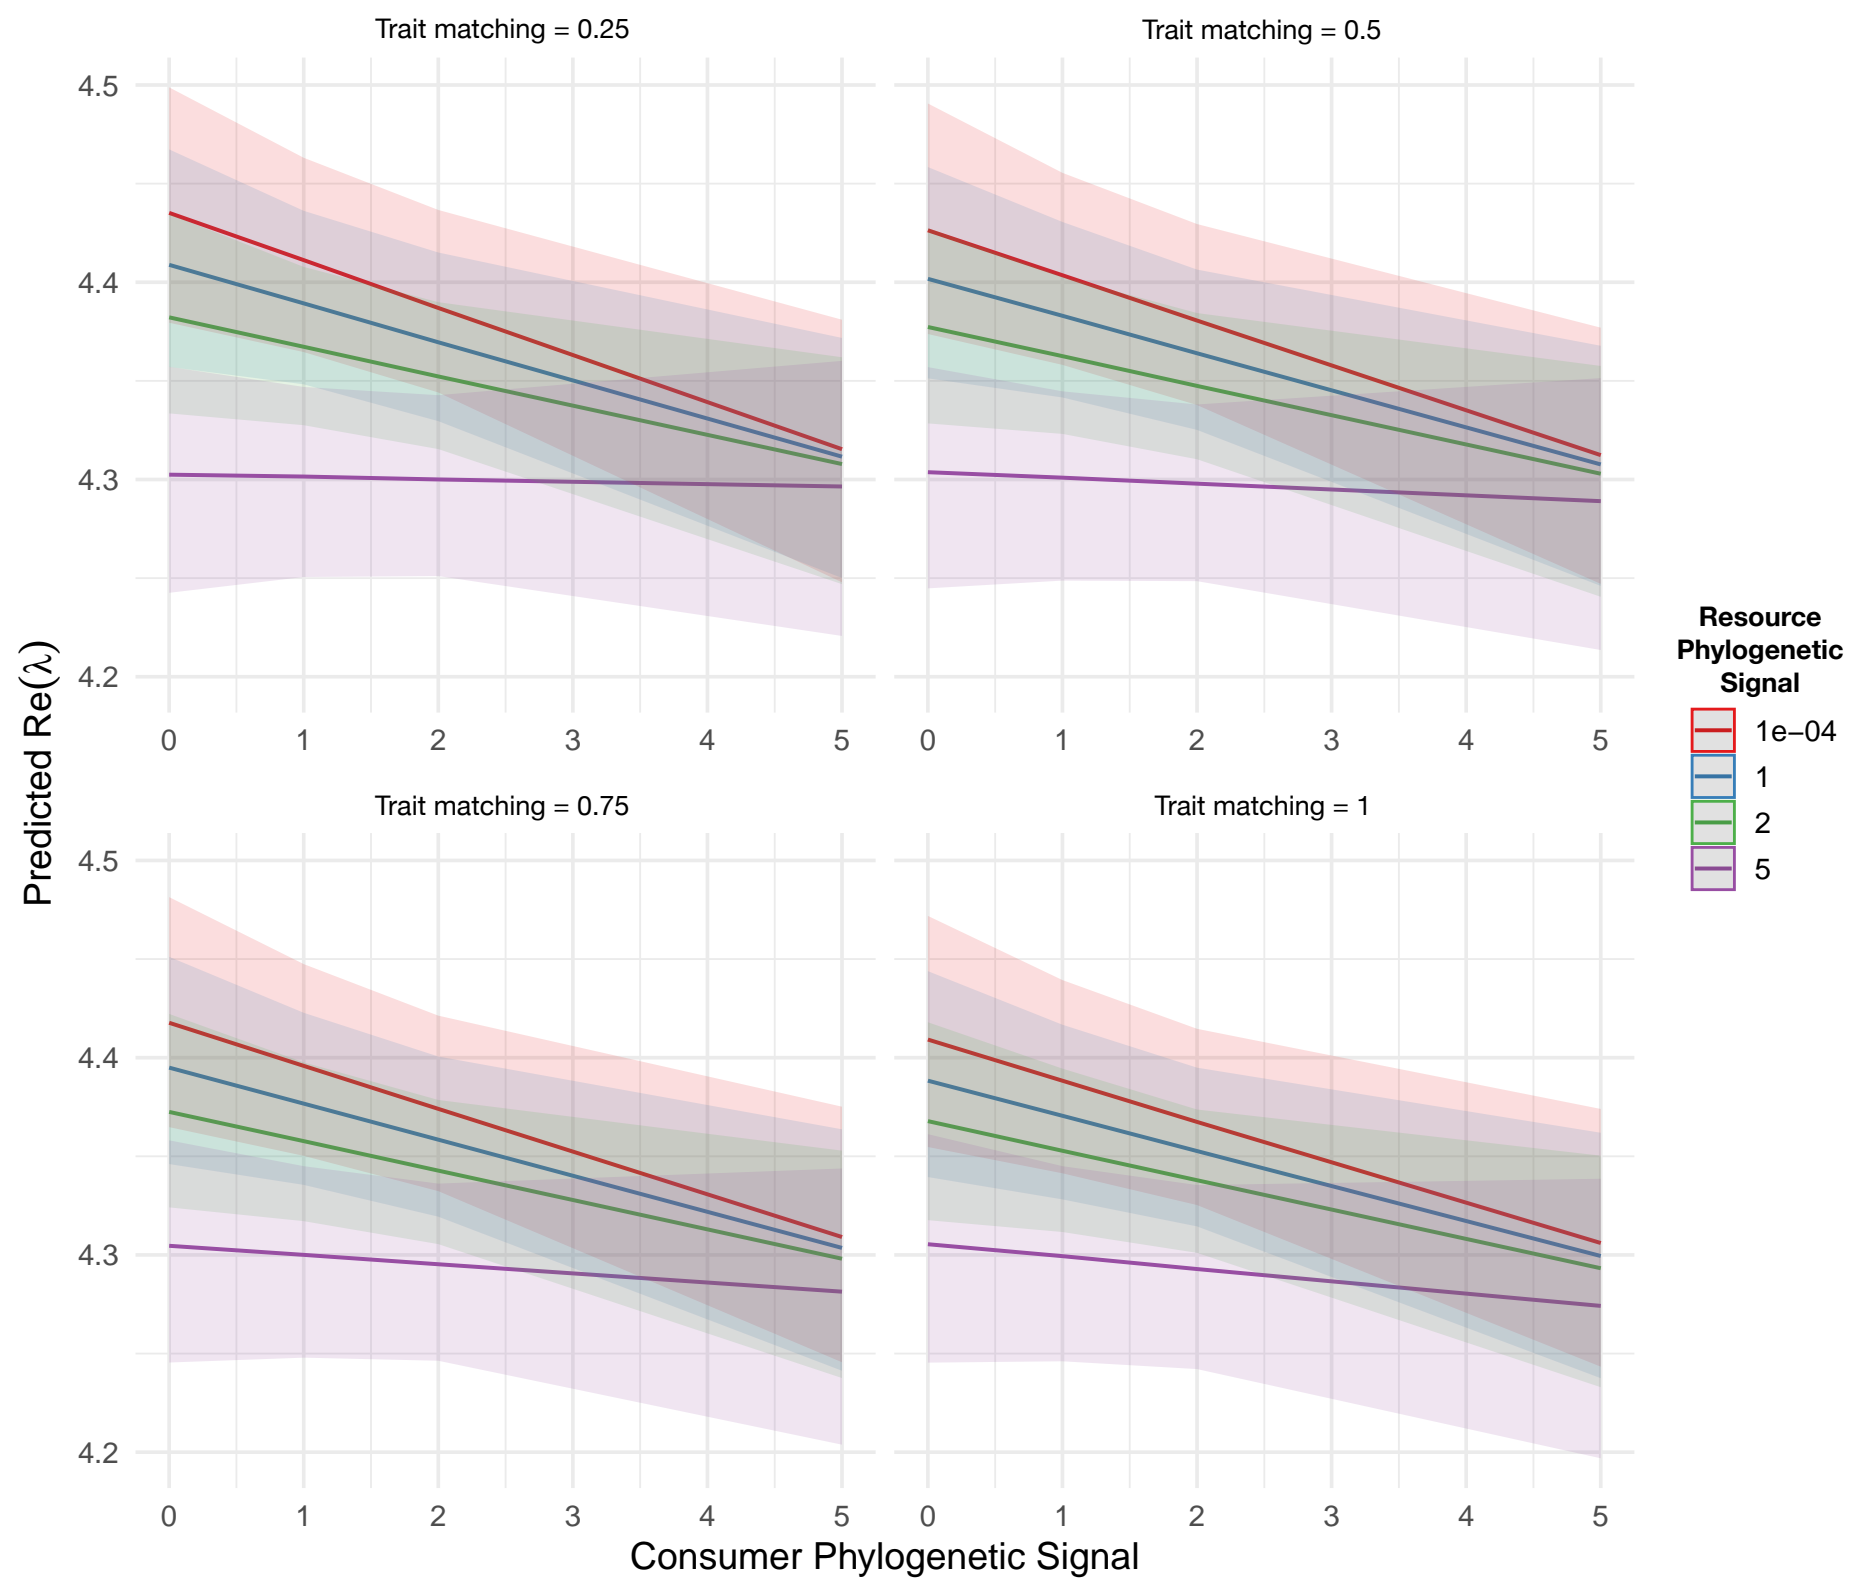 Trait matching = 0.25
Trait matching = 0.5
4.5
4.4
4.3
4.2
0 1 2 3 4 5
0 1 2 3 4 5
Trait matching = 0.75
Trait matching = 1
4.5
4.4
4.3
4.2
0 1 2 3 4 5
0 1 2 3 4 5
Predicted Re(λ)
Consumer Phylogenetic Signal
Resource
Phylogenetic
Signal
1e−04
1
2
5